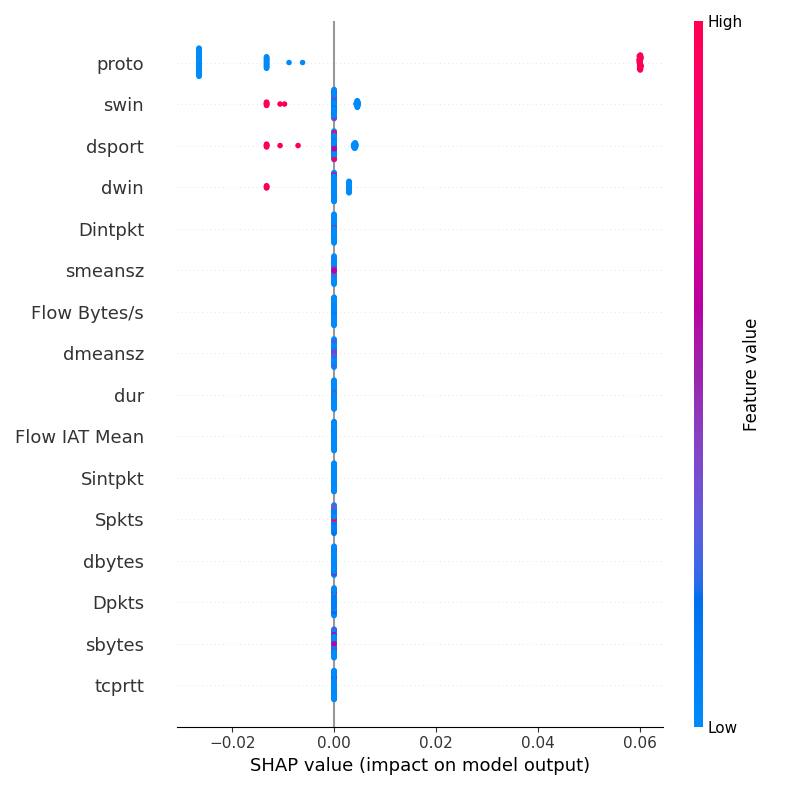 High
proto
swin
dsport
dwin
Dintpkt
smeansz
Flow Bytes/s
dmeansz
dur
Flow IAT Mean
Sintpkt
Spkts
dbytes
Dpkts
sbytes
tcprtt
Feature value
Low
−0.02 0.00 0.02 0.04 0.06
SHAP value (impact on model output)